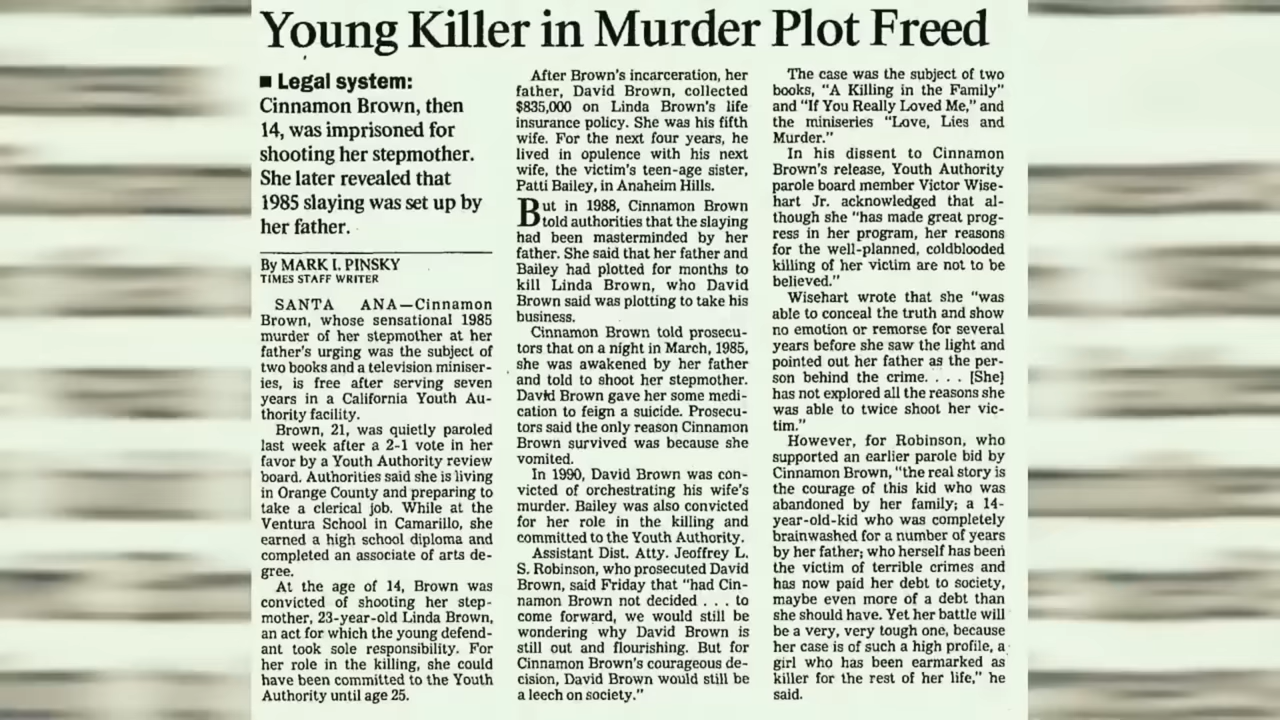 Young Killer in Murder Plot Freed
■ Legal system:
Cinnamon Brown, then
14, was imprisoned for
shooting her stepmother.
She later revealed that
1985 slaying was set up by
her father.
By MARK I. PINSKY
TIMES STAFF WRITER
SANTA ANA—Cinnamon
Brown, whose sensational 1985
murder of her stepmother at her
father's urging was the subject of
two books and a television miniser-
ies, is free after serving seven
years in a California Youth Au-
thority facility.
Brown, 21, was quietly paroled
last week after a 2-1 vote in her
favor by a Youth Authority review
board. Authorities said she is living
in Orange County and preparing to
take a clerical job. While at the
Ventura School in Camarillo, she
earned a high school diploma and
completed an associate of arts de-
gree.
At the age of 14, Brown was
convicted of shooting her step-
mother, 23-year-old Linda Brown,
an act for which the young defend-
ant took sole responsibility. For
her role in the killing, she could
have been committed to the Youth
Authority until age 25.
After Brown's incarceration, her
father, David Brown, collected
$835,000 on Linda Brown's life
insurance policy. She was his fifth
wife. For the next four years, he
lived in opulence with his next
wife, the victim's teen-age sister,
Patti Bailey, in Anaheim Hills.
But in 1988, Cinnamon Brown
told authorities that the slaying
had been masterminded by her
father. She said that her father and
Bailey had plotted for months to
kill Linda Brown, who David
Brown said was plotting to take his
business.
Cinnamon Brown told prosecu-
tors that on a night in March, 1985,
she was awakened by her father
and told to shoot her stepmother.
David Brown gave her some medi-
cation to feign a suicide. Prosecu-
tors said the only reason Cinnamon
Brown survived was because she
vomited.
In 1990, David Brown was con-
victed of orchestrating his wife's
murder. Bailey was also convicted
for her role in the killing and
committed to the Youth Authority.
Assistant Dist. Atty. Jeoffrey L.
S. Robinson, who prosecuted David
Brown, said Friday that "had Cin-
namon Brown not decided . . . to
come forward, we would still be
wondering why David Brown is
still out and flourishing. But for
Cinnamon Brown's courageous de-
cision, David Brown would still be
a leech on society."
The case was the subject of two
books, "A Killing in the Family"
and "If You Really Loved Me," and
the miniseries "Love, Lies and
Murder."
In his dissent to Cinnamon
Brown's release, Youth Authority
parole board member Victor Wise-
hart Jr. acknowledged that al-
though she "has made great prog-
ress in her program, her reasons
for the well-planned, coldblooded
killing of her victim are not to be
believed."
Wisehart wrote that she "was
able to conceal the truth and show
no emotion or remorse for several
years before she saw the light and
pointed out her father as the per-
son behind the crime. . . . [She]
has not explored all the reasons she
was able to twice shoot her vic-
tim."
However, for Robinson, who
supported an earlier parole bid by
Cinnamon Brown, "the real story is
the courage of this kid who was
abandoned by her family; a 14-
year-old-kid who was completely
brainwashed for a number of years
by her father; who herself has been
the victim of terrible crimes and
has now paid her debt to society,
maybe even more of a debt than
she should have. Yet her battle will
be a very, very tough one, because
her case is of such a high profile, a
girl who has been earmarked as
killer for the rest of her life," he
said.